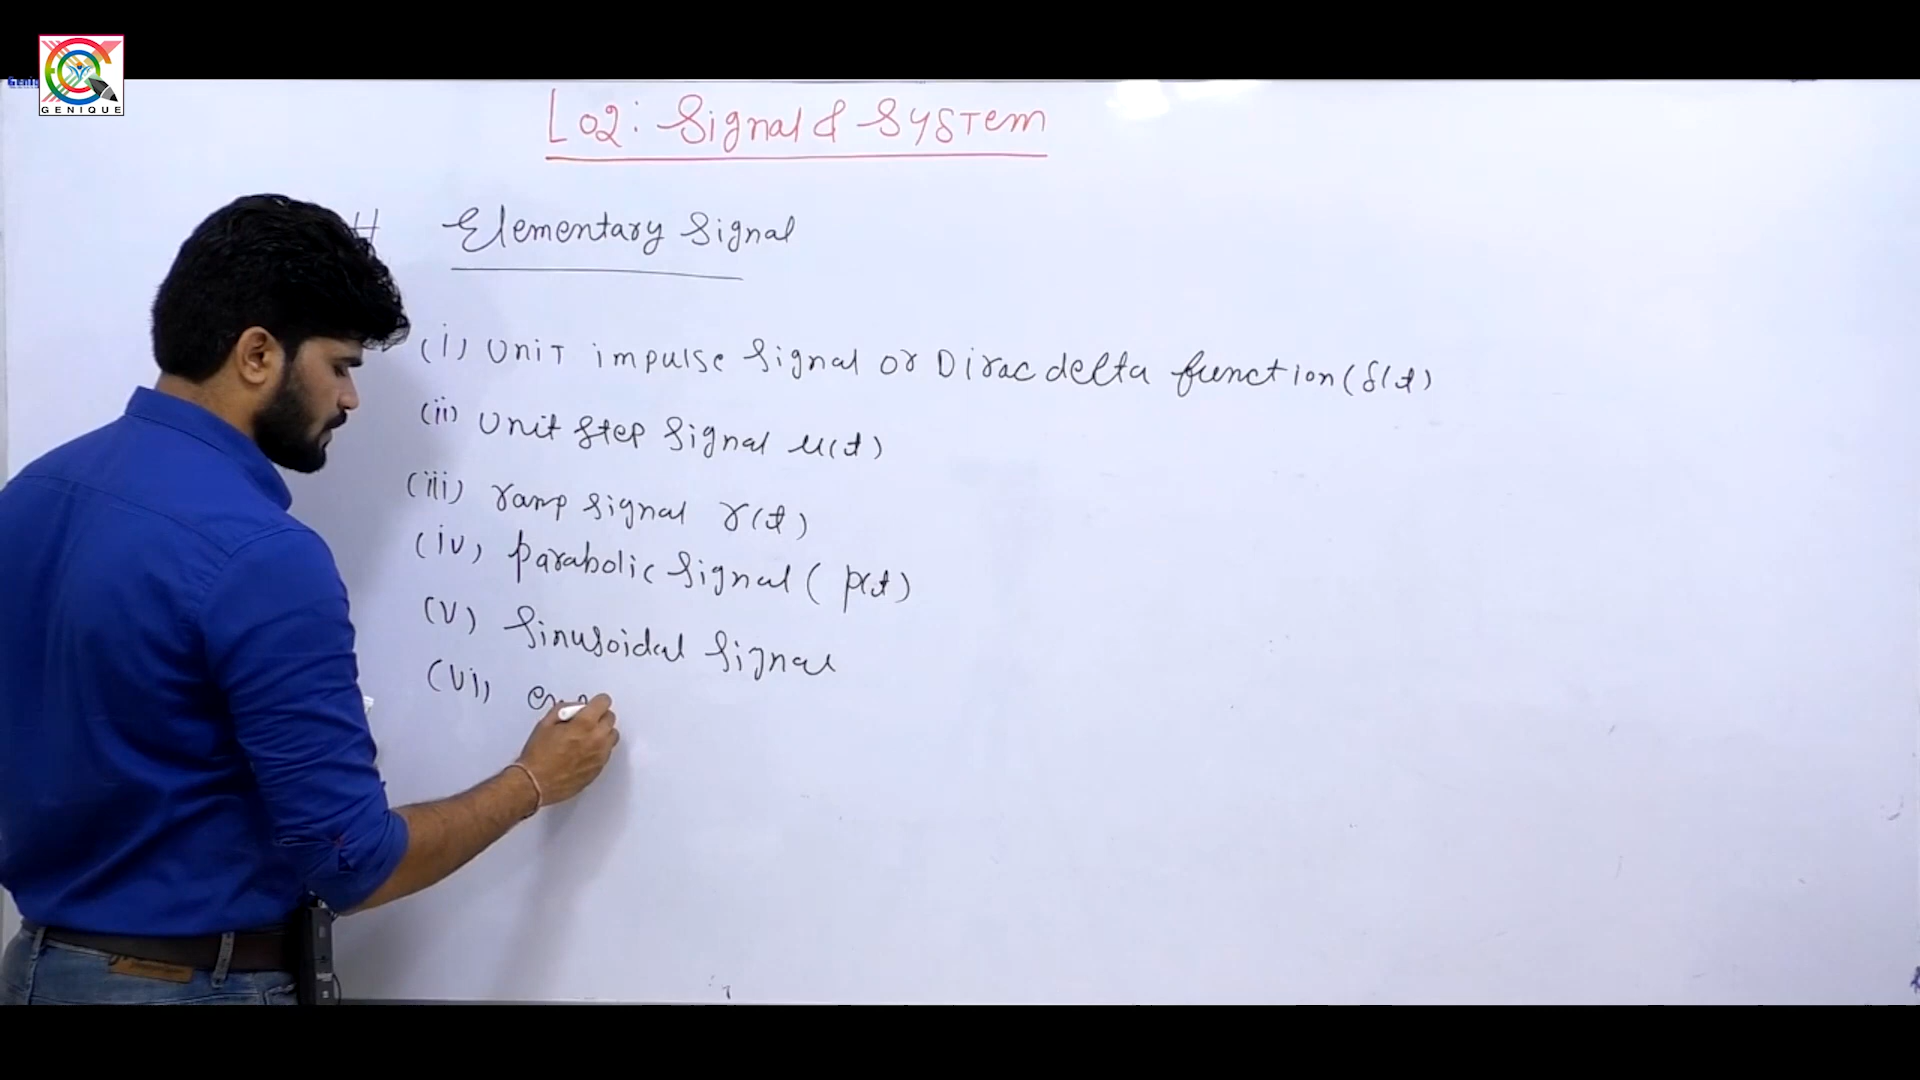 GENIQUE
L02: Signal & SYSTem
# Elementary Signal
(i) UniT impulse Signal or Dirac delta function (δ(t)
(ii) Unit Step Signal u(t)
(iii) ramp Signal r(t)
(iv) Parabolic Signal ( p(t)
(v) Sinusoidal Signal
(vi)